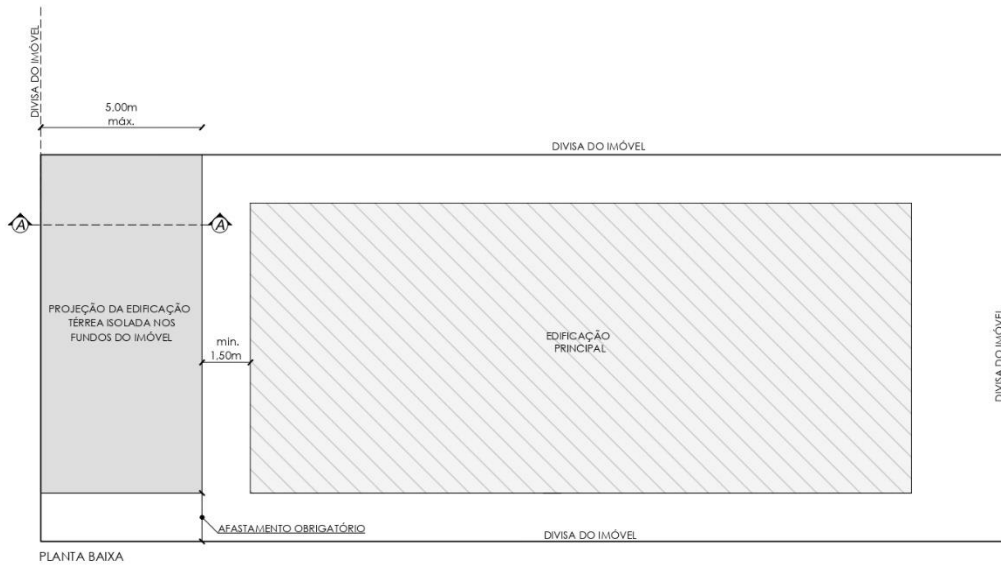 DIVISA DO IMÓVEL
5,00m
máx.
DIVISA DO IMÓVEL
A
A
PROJEÇÃO DA EDIFICAÇÃO
TÉRREA ISOLADA NOS
FUNDOS DO IMÓVEL
min.
1,50m
EDIFICAÇÃO
PRINCIPAL
DIVISA DO IMÓVEL
AFASTAMENTO OBRIGATÓRIO
DIVISA DO IMÓVEL
PLANTA BAIXA